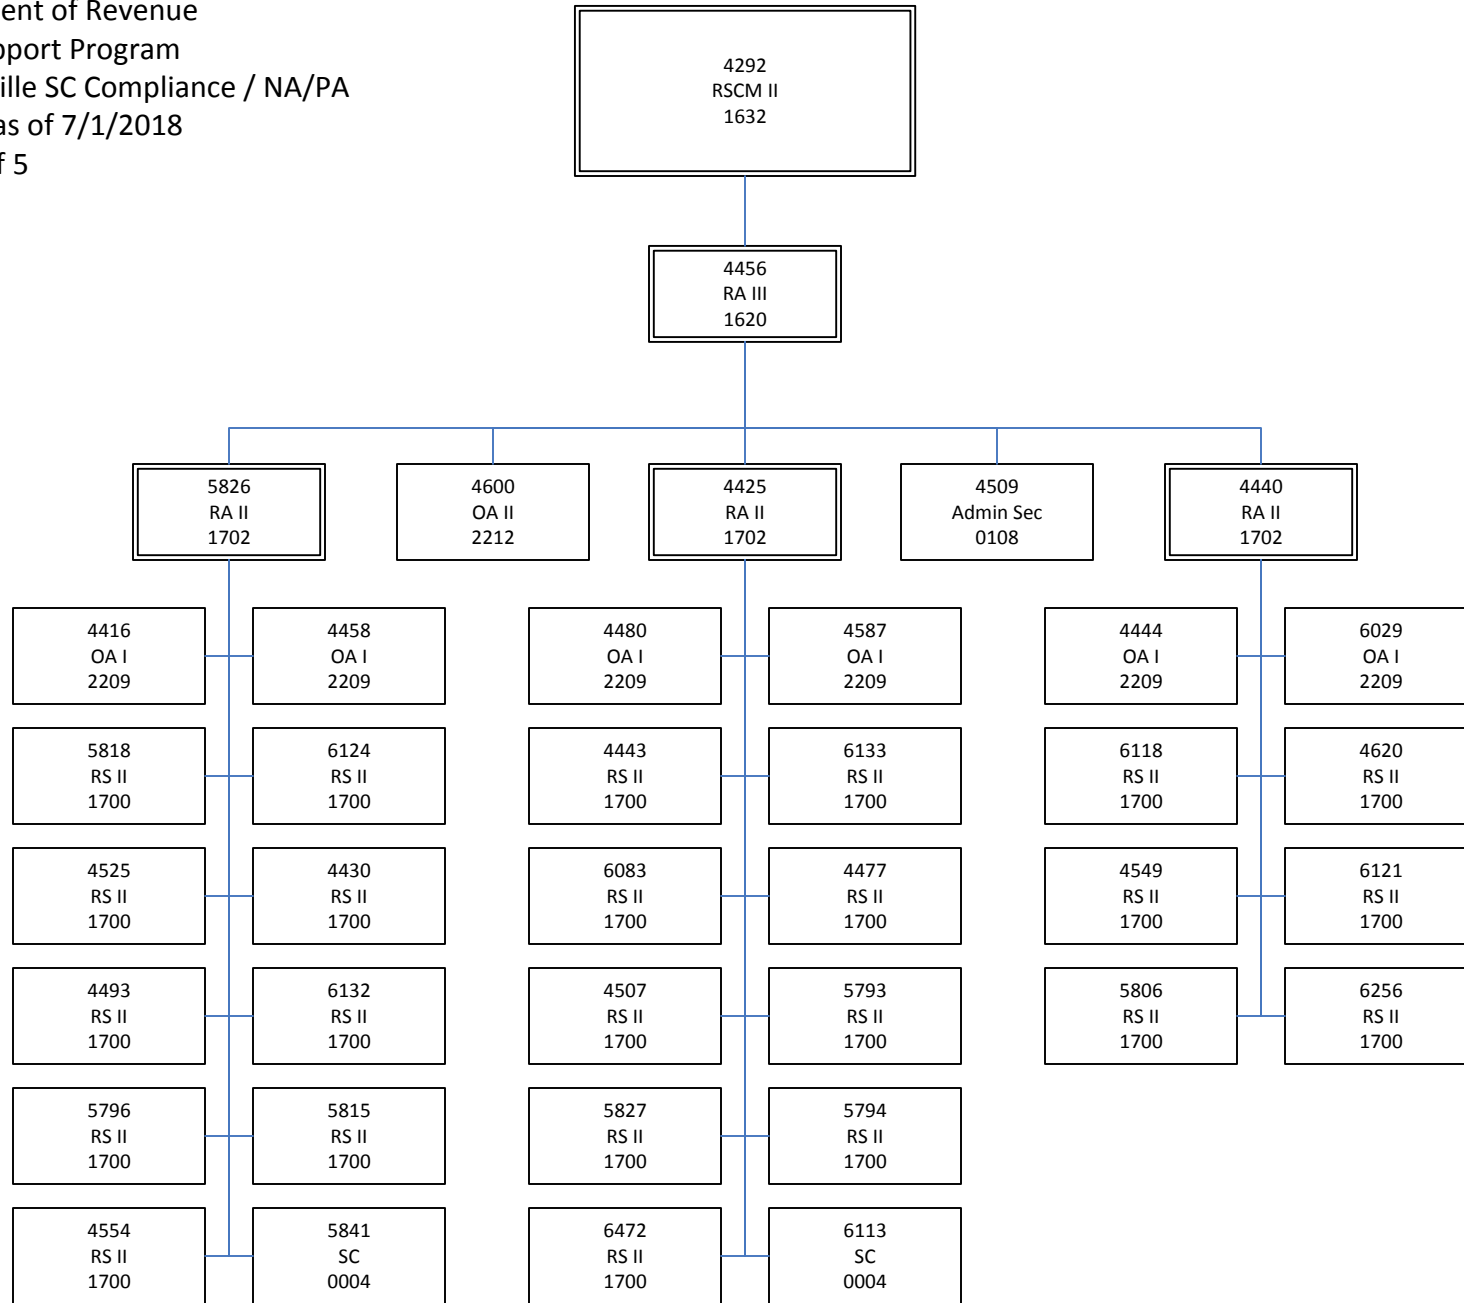 ent of Revenue
port Program
ille SC Compliance / NA/PA
as of 7/1/2018
f 5
4292
RSCM II
1632
4456
RA III
1620
5826
RA II
1702
4600
OA II
2212
4425
RA II
1702
4509
Admin Sec
0108
4440
RA II
1702
4416
OA I
2209
4458
OA I
2209
4480
OA I
2209
4587
OA I
2209
4444
OA I
2209
6029
OA I
2209
5818
RS II
1700
6124
RS II
1700
4443
RS II
1700
6133
RS II
1700
6118
RS II
1700
4620
RS II
1700
4525
RS II
1700
4430
RS II
1700
6083
RS II
1700
4477
RS II
1700
4549
RS II
1700
6121
RS II
1700
4493
RS II
1700
6132
RS II
1700
4507
RS II
1700
5793
RS II
1700
5806
RS II
1700
6256
RS II
1700
5796
RS II
1700
5815
RS II
1700
5827
RS II
1700
5794
RS II
1700
4554
RS II
1700
5841
SC
0004
6472
RS II
1700
6113
SC
0004